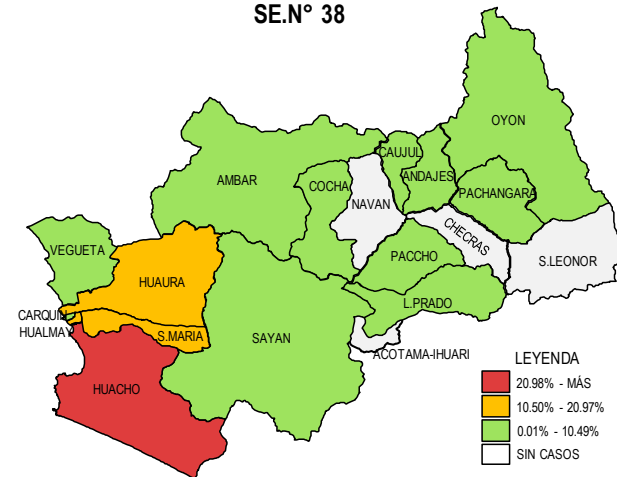 SE.N° 38
OYON
CAUJUL
ANDAJES
AMBAR
COCHA
NAVAN
PACHANGARA
CHECRAS
VEGUETA
PACCHO
S.LEONOR
HUAURA
L.PRADO
CARQUIN
HUALMAY
S.MARIA
SAYAN
ACOTAMA-IHUARI
HUACHO
LEYENDA
20.98% - MÁS
10.50% - 20.97%
0.01% - 10.49%
SIN CASOS